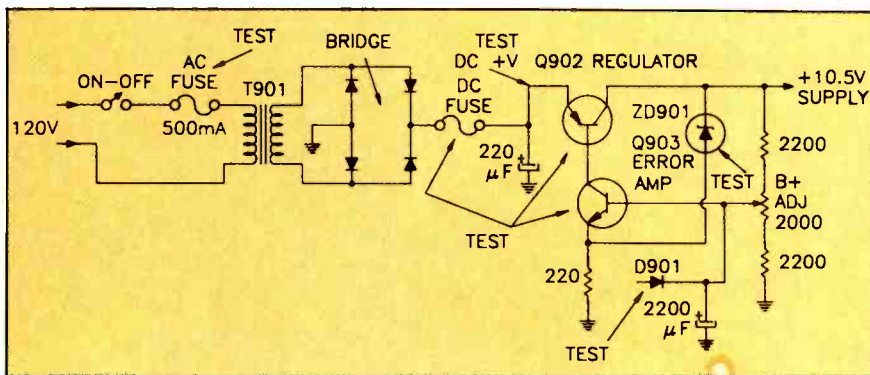 TEST
AC
FUSE
ON-OFF
500mA
T901
120V
BRIDGE
TEST
DC +V
DC
FUSE
220
µF
Q902 REGULATOR
+10.5V
SUPPLY
ZD901
Q903
ERROR
AMP
TEST
2200
B+
ADJ
2000
2200
TEST
220
D901
2200
µF
TEST
+
+